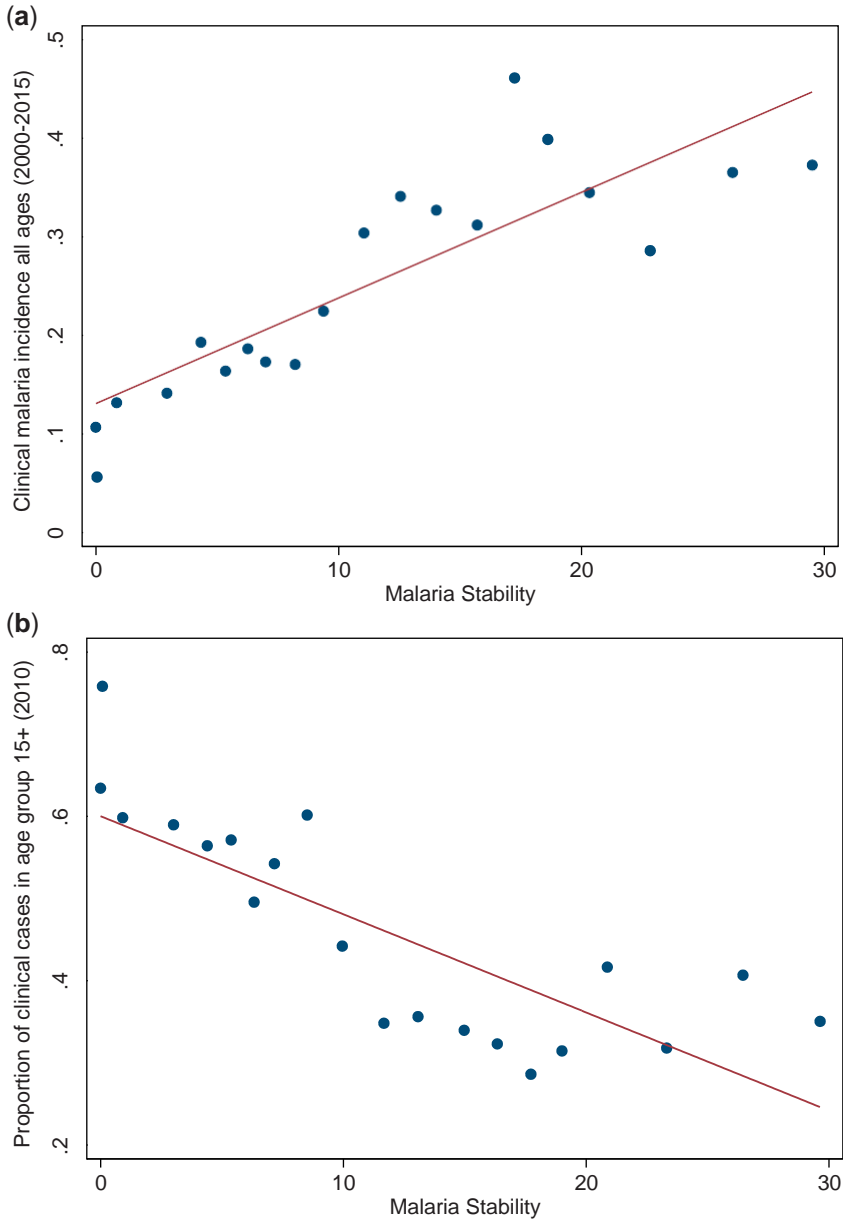 (a)
Clinical malaria incidence all ages (2000-2015)
.5
.4
.3
.2
.1
0
0 10 20 30
Malaria Stability
(b)
Proportion of clinical cases in age group 15+ (2010)
.8
.6
.4
.2
0 10 20 30
Malaria Stability